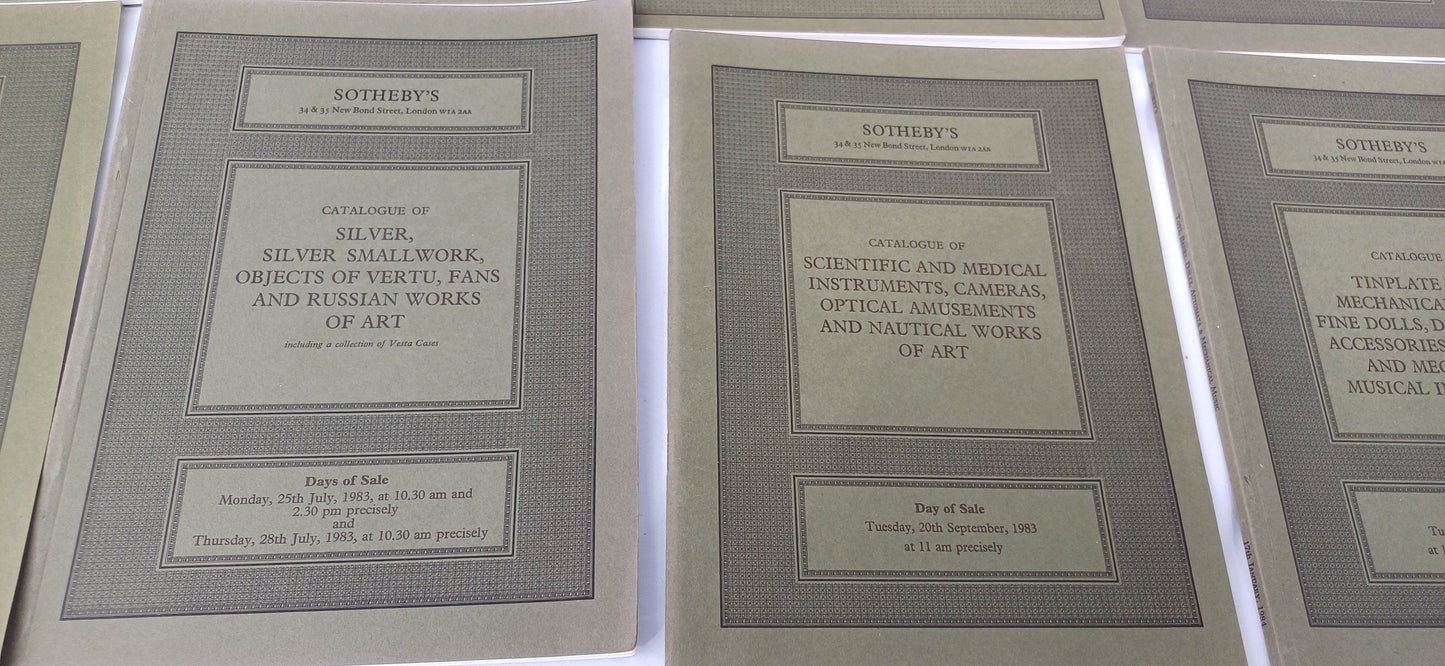 SOTHEBY'S
34 & 35 New Bond Street, London W1A 2AA
CATALOGUE OF
SILVER,
SILVER SMALLWORK,
OBJECTS OF VERTU, FANS
AND RUSSIAN WORKS
OF ART
including a collection of Vesta Cases
Days of Sale
Monday, 25th July, 1983, at 10.30 am and
2.30 pm precisely
and
Thursday, 28th July, 1983, at 10.30 am precisely
SOTHEBY'S
34 & 35 New Bond Street, London W1A 2AA
CATALOGUE OF
SCIENTIFIC AND MEDICAL
INSTRUMENTS, CAMERAS,
OPTICAL AMUSEMENTS
AND NAUTICAL WORKS
OF ART
Day of Sale
Tuesday, 20th September, 1983
at 11 am precisely
17th January, 1984
SOTHEBY'S
34 & 35 New Bond Street, London
CATALOGUE
TINPLATE
MECHANICA
FINE DOLLS, D
ACCESSORIES
AND MEC
MUSICAL I
Tu
at